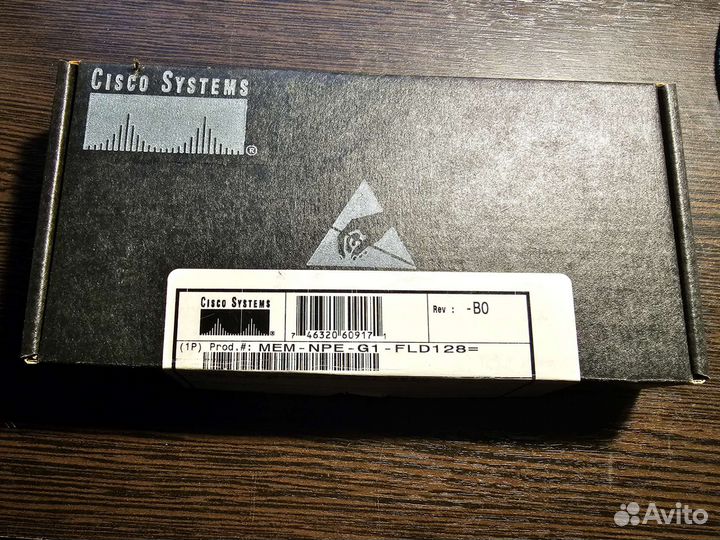 CISCO SYSTEMS
®
CISCO SYSTEMS
®
7 46320 60917 1
Rev : -B0
(1P) Prod.#: MEM-NPE-G1-FLD128=
Avito